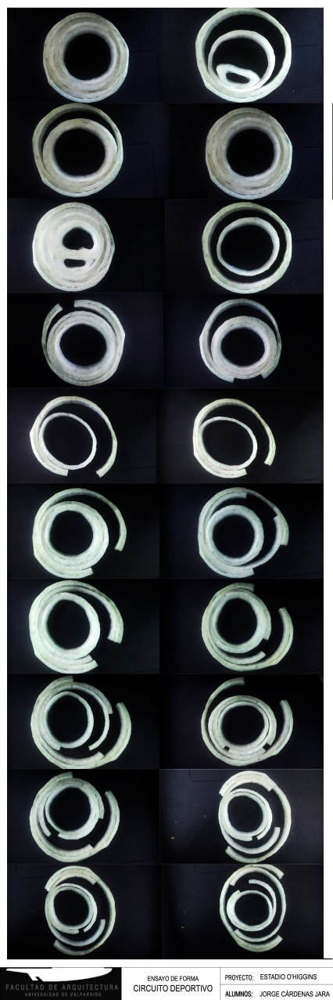 FACULTAD DE ARQUITECTURA
UNIVERSIDAD DE VALPARAISO
ENSAYO DE FORMA
CIRCUITO DEPORTIVO
PROYECTO: ESTADIO O'HIGGINS
ALUMNOS: JORGE CÁRDENAS JARA